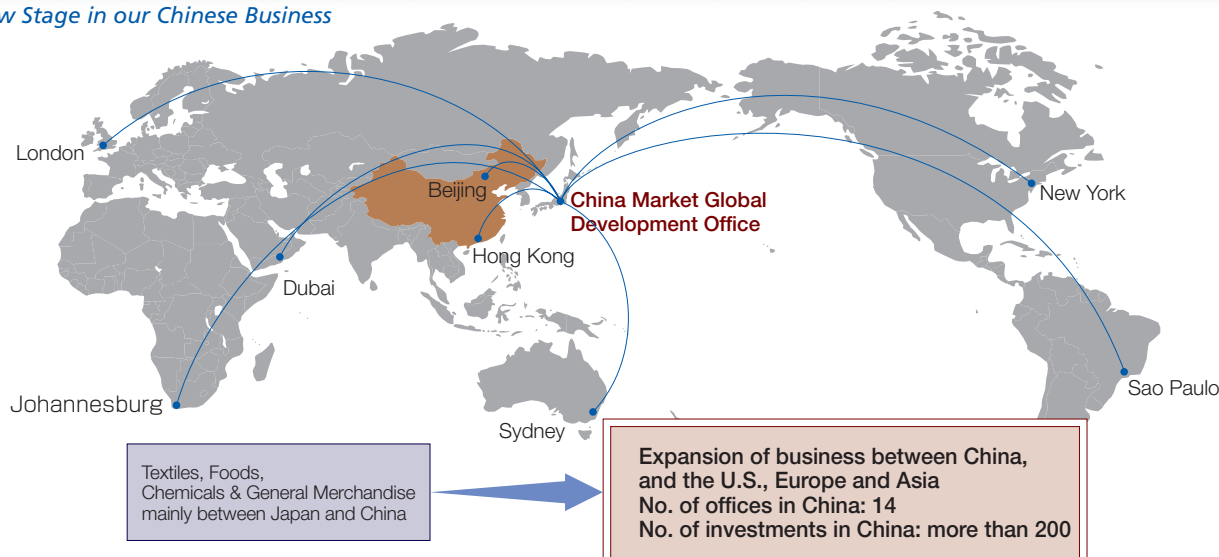 w Stage in our Chinese Business
London
Beijing
China Market Global
Development Office
New York
Hong Kong
Dubai
Sao Paulo
Johannesburg
Sydney
Textiles, Foods,
Chemicals & General Merchandise
mainly between Japan and China
Expansion of business between China,
and the U.S., Europe and Asia
No. of offices in China: 14
No. of investments in China: more than 200